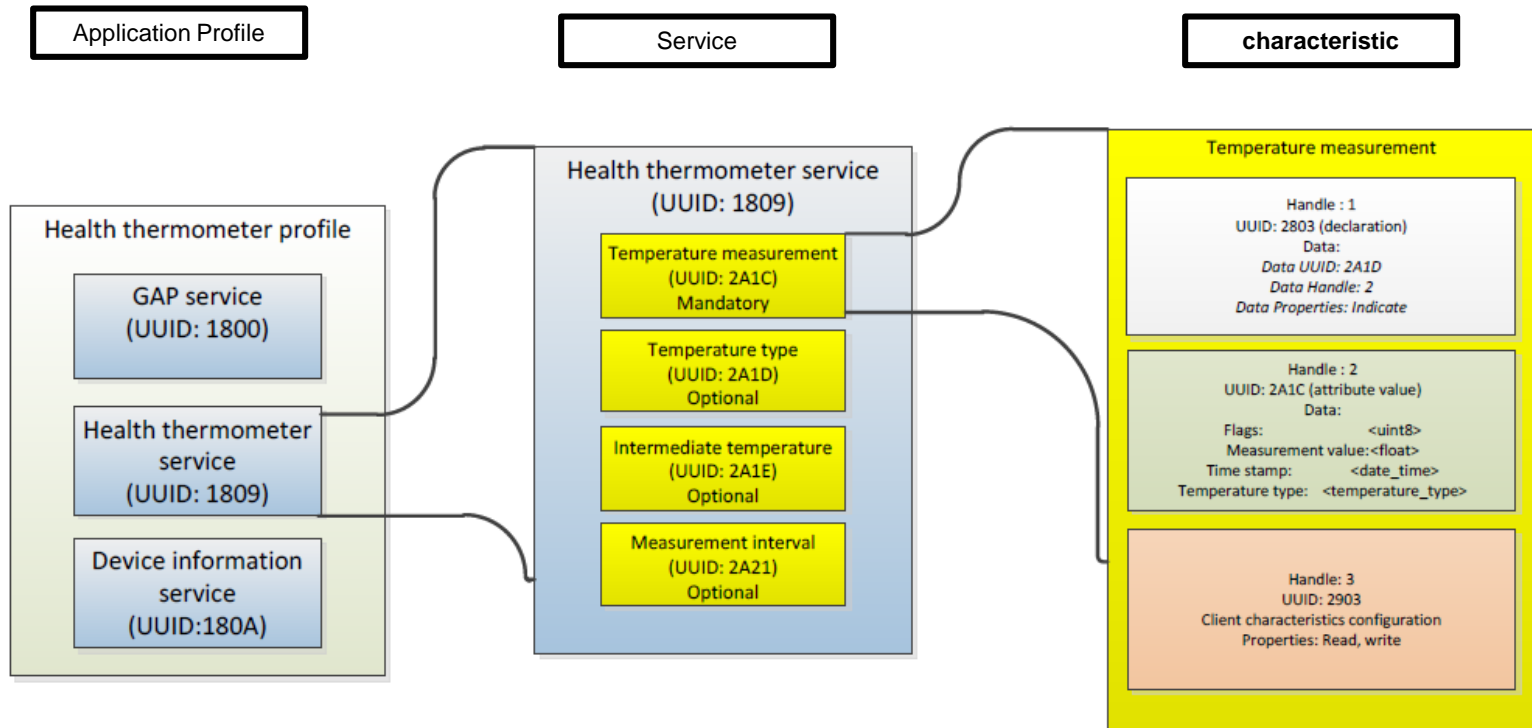 Application Profile
Service
characteristic
Health thermometer profile
GAP service
(UUID: 1800)
Health thermometer
service
(UUID: 1809)
Device information
service
(UUID:180A)
Health thermometer service
(UUID: 1809)
Temperature measurement
(UUID: 2A1C)
Mandatory
Temperature type
(UUID: 2A1D)
Optional
Intermediate temperature
(UUID: 2A1E)
Optional
Measurement interval
(UUID: 2A21)
Optional
Temperature measurement
Handle : 1
UUID: 2803 (declaration)
Data:
Data UUID: 2A1D
Data Handle: 2
Data Properties: Indicate
Handle : 2
UUID: 2A1C (attribute value)
Data:
Flags: <uint8>
Measurement value:<float>
Time stamp: <date_time>
Temperature type: <temperature_type>
Handle: 3
UUID: 2903
Client characteristics configuration
Properties: Read, write